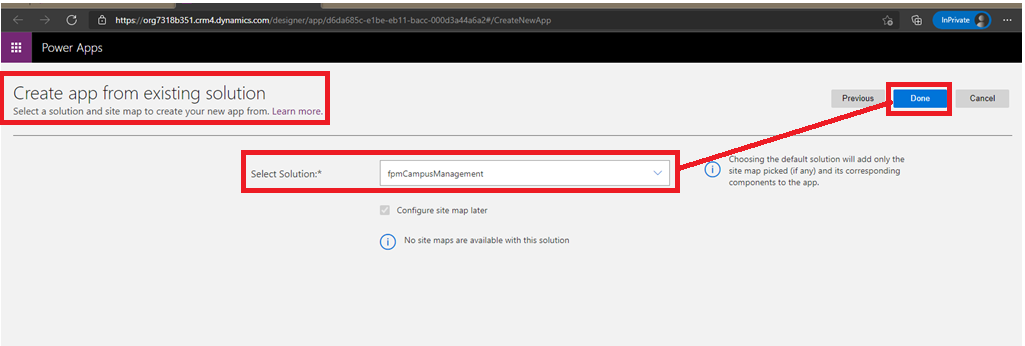 https://org7318b351.crm4.dynamics.com/designer/app/d6da685c-e1be-eb11-bacc-000d3a44a6a2#/CreateNewApp
InPrivate
Power Apps
Create app from existing solution
Select a solution and site map to create your new app from. Learn more.
Previous
Done
Cancel
Select Solution:*
fpmCampusManagement
Choosing the default solution will add only the
site map picked (if any) and its corresponding
components to the app.
Configure site map later
No site maps are available with this solution